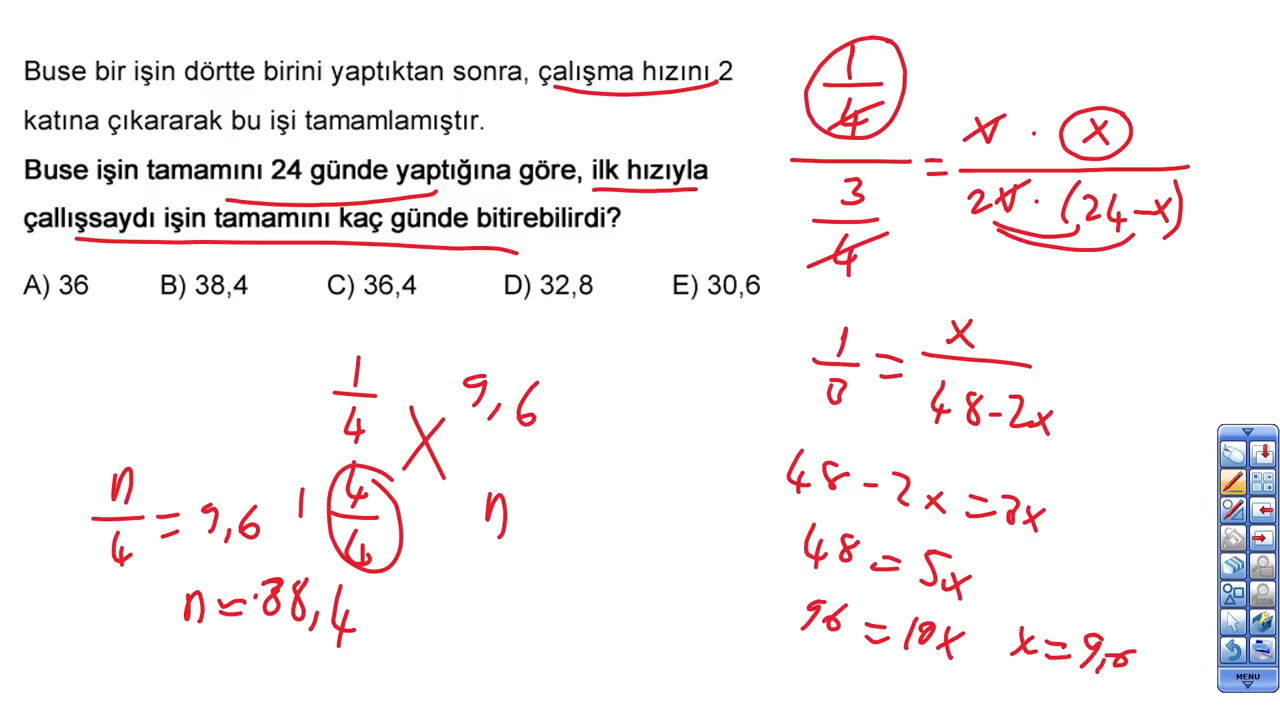 Buse bir işin dörtte birini yaptıktan sonra, çalışma hızını 2
katına çıkararak bu işi tamamlamıştır.
Buse işin tamamını 24 günde yaptığına göre, ilk hızıyla
çallışsaydı işin tamamını kaç günde bitirebilirdi?
A) 36 B) 38,4 C) 36,4 D) 32,8 E) 30,6
1/4 / 3/4 = v · x / 2v · (24-x)
1/3 = x / 48-2x
48-2x=3x
48=5x
96=10x x=9,6
1/4 9,6
1 4/4 n
n/4 = 9,6
n=38,4
MENU